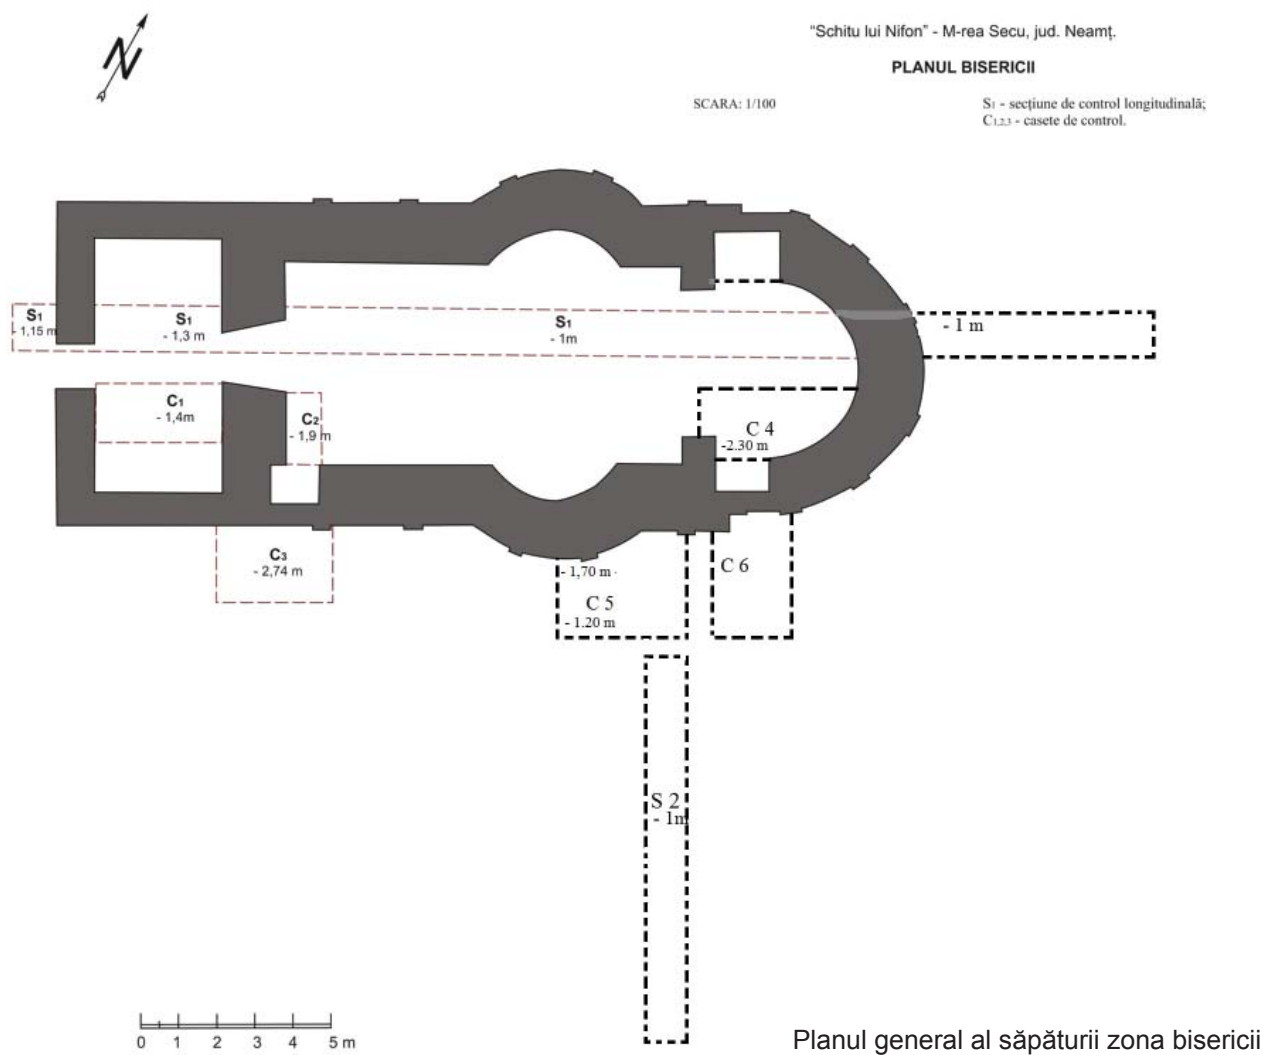 N
“Schitu lui Nifon” - M-rea Secu, jud. Neamț.
PLANUL BISERICII
SCARA: 1/100
S1 - secțiune de control longitudinală;
C1,2,3 - casete de control.
S1
- 1,15 m
S1
- 1,3 m
S1
- 1m
- 1 m
C1
- 1,4m
C2
- 1,9 m
C 4
-2.30 m
C3
- 2,74 m
- 1,70 m
C 5
- 1.20 m
C 6
S 2
- 1m
0 1 2 3 4 5 m
Planul general al săpăturii zona bisericii